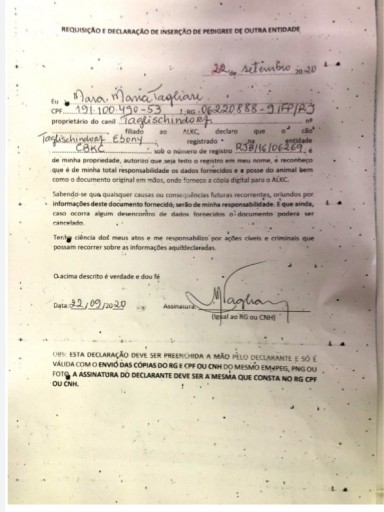 REQUISIÇÃO E DECLARAÇÃO DE INSERÇÃO DE PEDIGREE DE OUTRA ENTIDADE
22 de setembro 2020
Eu Mara Maria Tagliari
CPF 191-100-490-53 RG 06220888-9 IFP/RJ
proprietário do canil Taglischindorf nº
filiado ao ALKC, declaro que o cão
Taglischindorf Ebony registrado na entidade
CBKC, sob o número de registro RJB/16/06269, é
de minha propriedade, autorizo que seja feito o registro em meu nome, e reconheço
que é de minha total responsabilidade os dados fornecidos e a posse do animal bem
como o documento original em mãos, onde forneço a cópia digital para o ALKC.
Sabendo-se que quaisquer causas ou consequências futuras recorrentes, oriundos por
informações deste documento fornecido, serão de minha responsabilidade. E que ainda,
caso ocorra algum desencontro de dados fornecidos o documento poderá ser
cancelado.
Tenho ciência dos meus atos e me responsabilizo por ações cíveis e criminais que
possam recorrer sobre as informações aqui declaradas.
O acima descrito é verdade e dou fé
Data: 22/09/2020 Assinatura: MTagliari
(Igual ao RG ou CNH)
OBS: ESTA DECLARAÇÃO DEVE SER PREENCHIDA A MÃO PELO DECLARANTE E SÓ É
VÁLIDA COM O ENVIO DAS CÓPIAS DO RG E CPF OU CNH DO MESMO EM JPEG, PNG OU
FOTO, A ASSINATURA DO DECLARANTE DEVE SER A MESMA QUE CONSTA NO RG CPF
OU CNH.